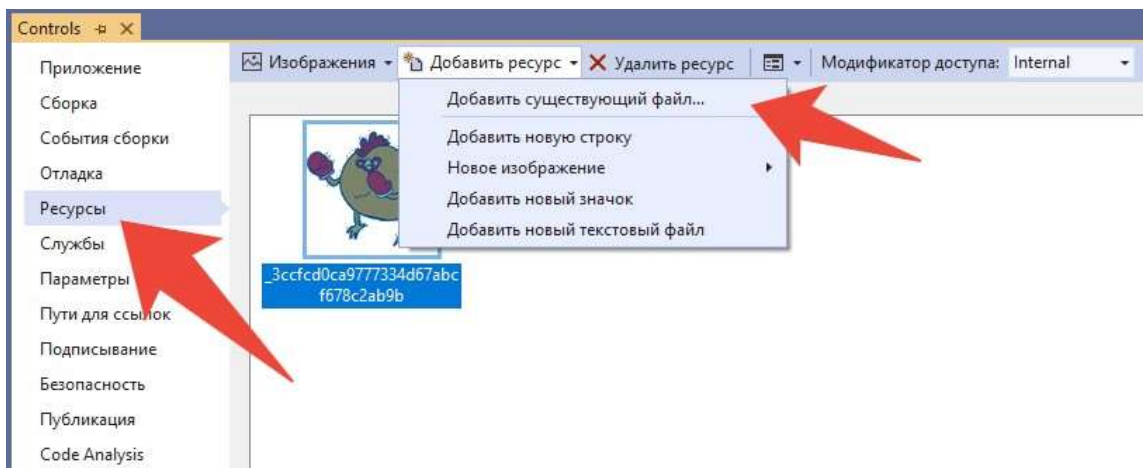 Controls
Приложение
Сборка
События сборки
Отладка
Ресурсы
Службы
Параметры
Пути для ссылок
Подписывание
Безопасность
Публикация
Code Analysis
Изображения
Добавить ресурс
Удалить ресурс
Модификатор доступа:
Internal
Добавить существующий файл...
Добавить новую строку
Новое изображение
Добавить новый значок
Добавить новый текстовый файл
_3ccfcd0ca9777334d67abc
f678c2ab9b